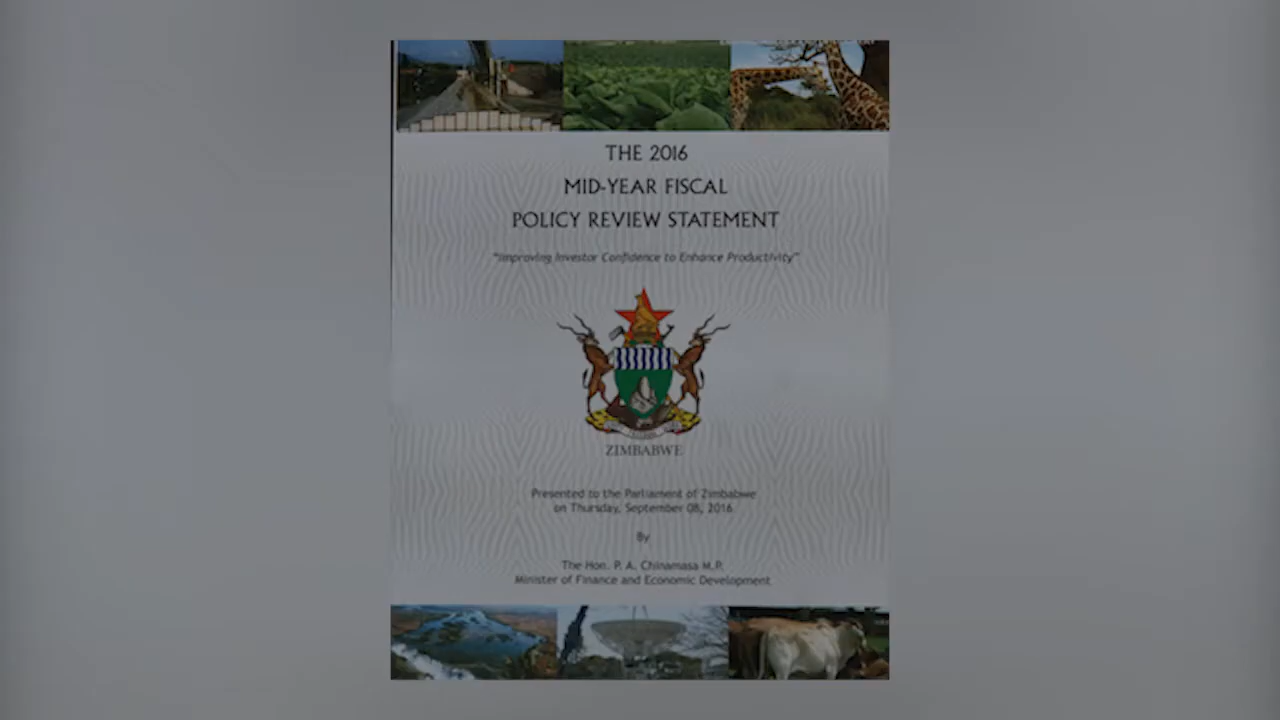 THE 2016
MID-YEAR FISCAL
POLICY REVIEW STATEMENT
"Improving Investor Confidence to Enhance Productivity"
ZIMBABWE
Presented to the Parliament of Zimbabwe
on Thursday, September 08, 2016
By
The Hon. P. A. Chinamasa M.P.
Minister of Finance and Economic Development